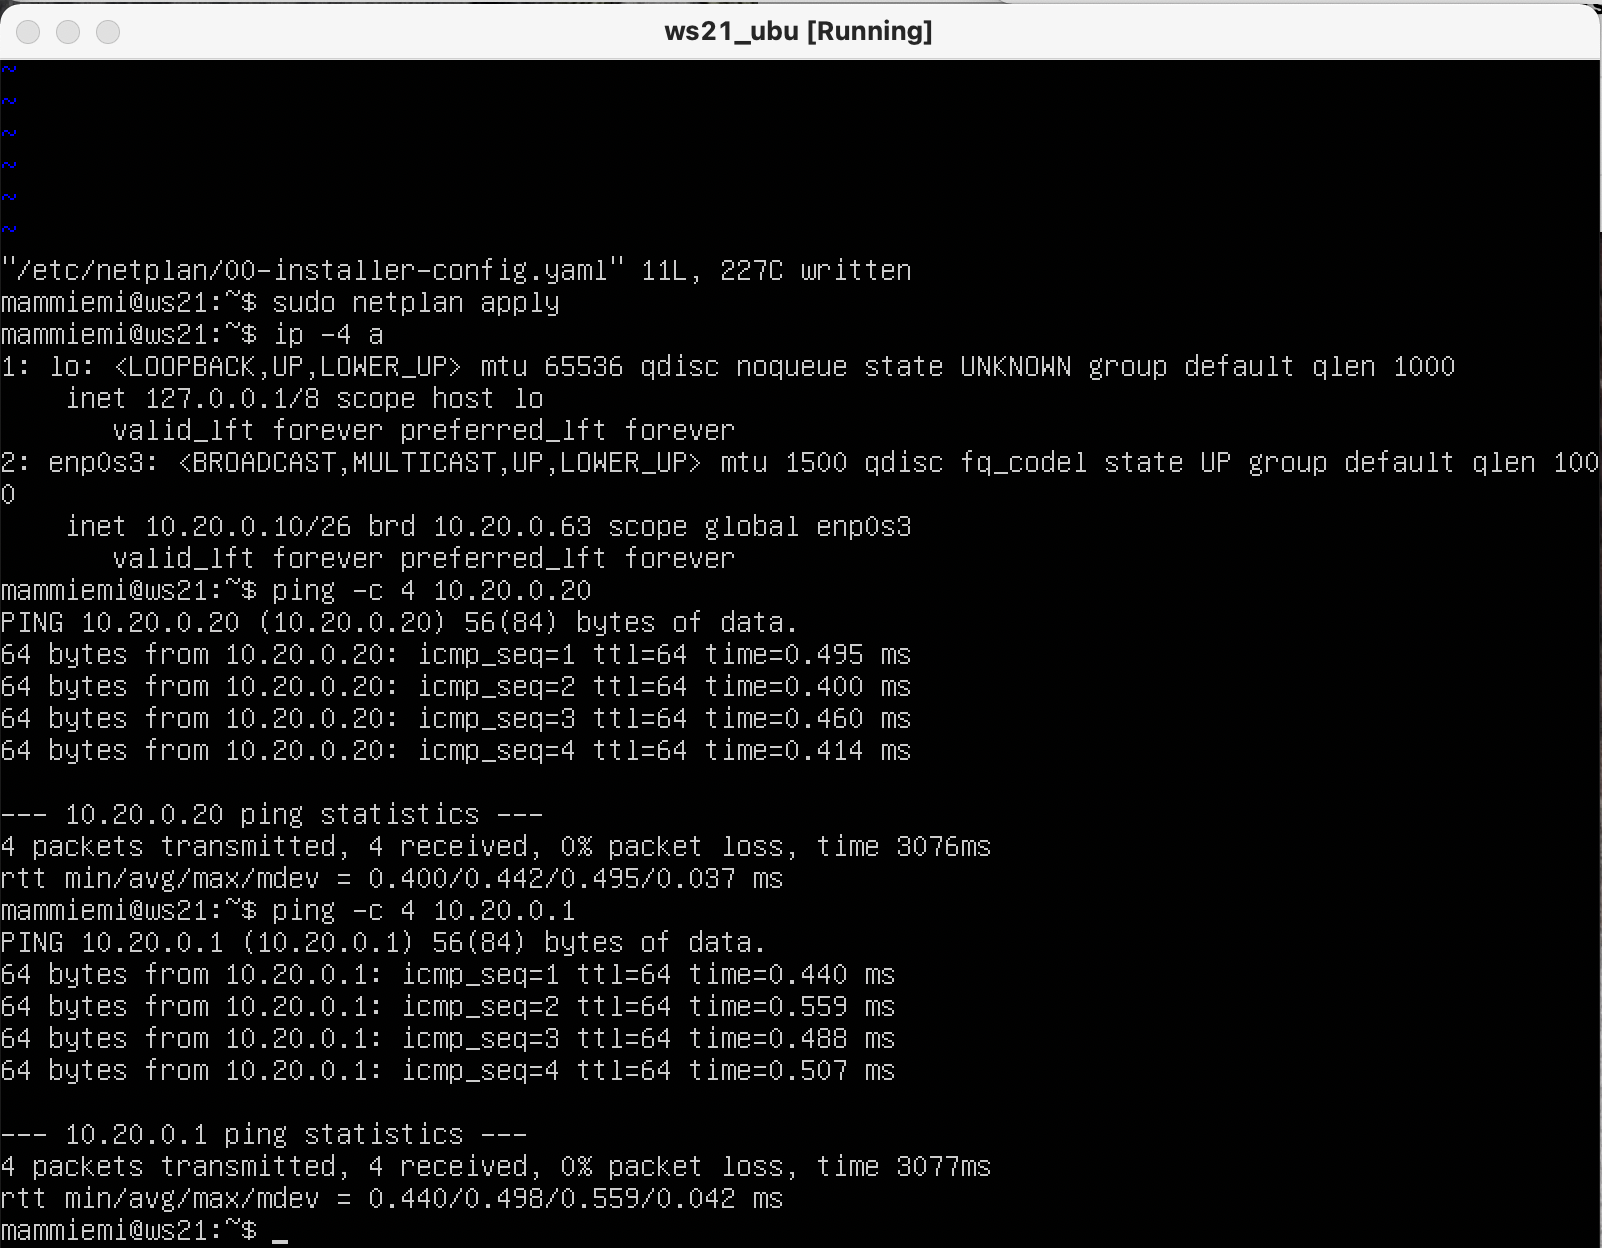 ws21_ubu [Running]
~
~
~
~
~
~
"/etc/netplan/00-installer-config.yaml" 11L, 227C written
mammiemi@ws21:~$ sudo netplan apply
mammiemi@ws21:~$ ip -4 a
1: lo: <LOOPBACK,UP,LOWER_UP> mtu 65536 qdisc noqueue state UNKNOWN group default qlen 1000
    inet 127.0.0.1/8 scope host lo
       valid_lft forever preferred_lft forever
2: enp0s3: <BROADCAST,MULTICAST,UP,LOWER_UP> mtu 1500 qdisc fq_codel state UP group default qlen 100
0
    inet 10.20.0.10/26 brd 10.20.0.63 scope global enp0s3
       valid_lft forever preferred_lft forever
mammiemi@ws21:~$ ping -c 4 10.20.0.20
PING 10.20.0.20 (10.20.0.20) 56(84) bytes of data.
64 bytes from 10.20.0.20: icmp_seq=1 ttl=64 time=0.495 ms
64 bytes from 10.20.0.20: icmp_seq=2 ttl=64 time=0.400 ms
64 bytes from 10.20.0.20: icmp_seq=3 ttl=64 time=0.460 ms
64 bytes from 10.20.0.20: icmp_seq=4 ttl=64 time=0.414 ms

--- 10.20.0.20 ping statistics ---
4 packets transmitted, 4 received, 0% packet loss, time 3076ms
rtt min/avg/max/mdev = 0.400/0.442/0.495/0.037 ms
mammiemi@ws21:~$ ping -c 4 10.20.0.1
PING 10.20.0.1 (10.20.0.1) 56(84) bytes of data.
64 bytes from 10.20.0.1: icmp_seq=1 ttl=64 time=0.440 ms
64 bytes from 10.20.0.1: icmp_seq=2 ttl=64 time=0.559 ms
64 bytes from 10.20.0.1: icmp_seq=3 ttl=64 time=0.488 ms
64 bytes from 10.20.0.1: icmp_seq=4 ttl=64 time=0.507 ms

--- 10.20.0.1 ping statistics ---
4 packets transmitted, 4 received, 0% packet loss, time 3077ms
rtt min/avg/max/mdev = 0.440/0.498/0.559/0.042 ms
mammiemi@ws21:~$ _